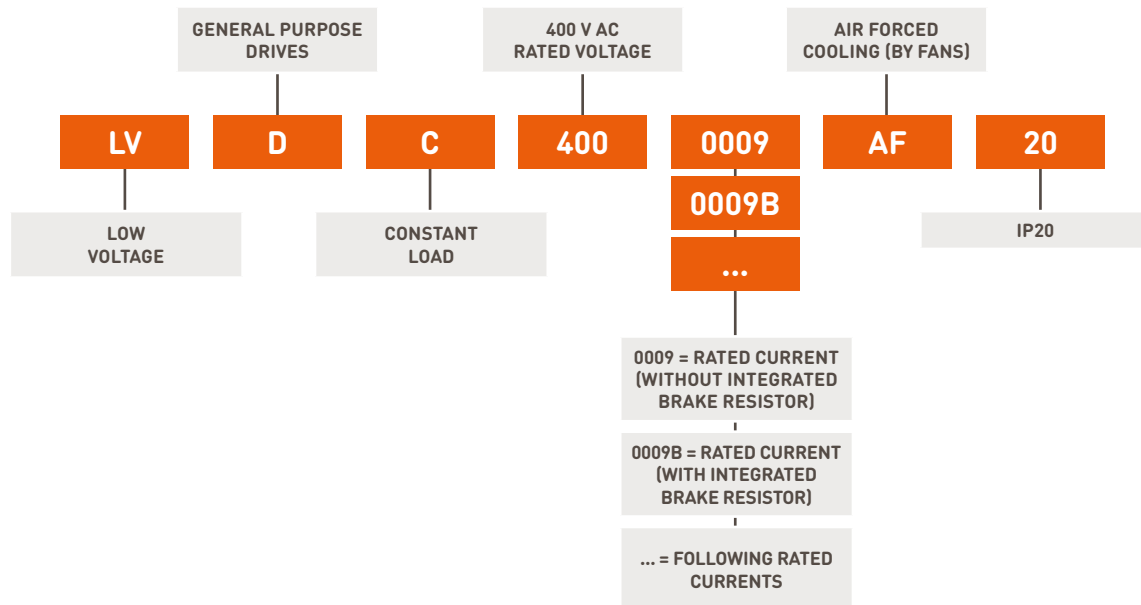 GENERAL PURPOSE
DRIVES
400 V AC
RATED VOLTAGE
AIR FORCED
COOLING (BY FANS)
LV
D
C
400
0009
AF
20
0009B
...
LOW
VOLTAGE
CONSTANT
LOAD
IP20
0009 = RATED CURRENT
(WITHOUT INTEGRATED
BRAKE RESISTOR)
0009B = RATED CURRENT
(WITH INTEGRATED
BRAKE RESISTOR)
... = FOLLOWING RATED
CURRENTS